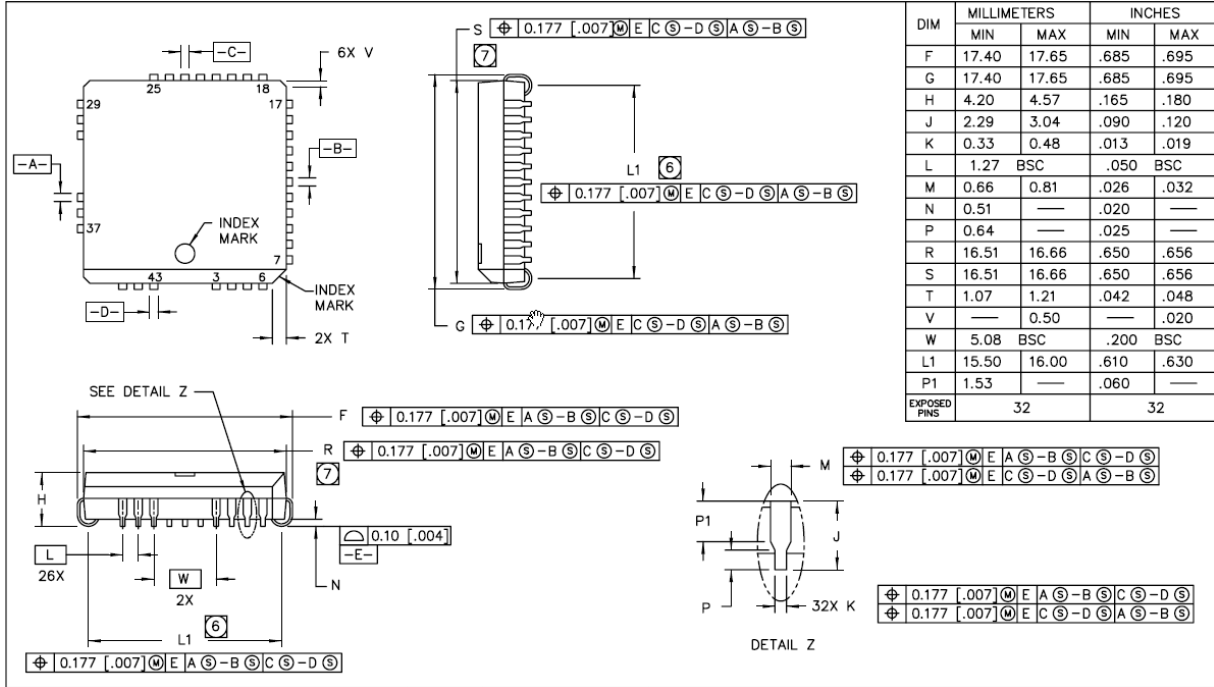 S ⌖ 0.177 [.007]Ⓜ E C Ⓢ-D Ⓢ A Ⓢ-B Ⓢ
7
-C-
6X V
25
18
29
17
-A-
-B-
37
INDEX
MARK
7
43
3
6
INDEX
MARK
-D-
2X T
L1 6
⌖ 0.177 [.007]Ⓜ E C Ⓢ-D Ⓢ A Ⓢ-B Ⓢ
G ⌖ 0.177 [.007]Ⓜ E C Ⓢ-D Ⓢ A Ⓢ-B Ⓢ
DIM MILLIMETERS INCHES
MIN MAX MIN MAX
F 17.40 17.65 .685 .695
G 17.40 17.65 .685 .695
H 4.20 4.57 .165 .180
J 2.29 3.04 .090 .120
K 0.33 0.48 .013 .019
L 1.27 BSC .050 BSC
M 0.66 0.81 .026 .032
N 0.51 — .020 —
P 0.64 — .025 —
R 16.51 16.66 .650 .656
S 16.51 16.66 .650 .656
T 1.07 1.21 .042 .048
V — 0.50 — .020
W 5.08 BSC .200 BSC
L1 15.50 16.00 .610 .630
P1 1.53 — .060 —
EXPOSED
PINS 32 32
SEE DETAIL Z
F ⌖ 0.177 [.007]Ⓜ E A Ⓢ-B Ⓢ C Ⓢ-D Ⓢ
R ⌖ 0.177 [.007]Ⓜ E A Ⓢ-B Ⓢ C Ⓢ-D Ⓢ
7
H
⌓ 0.10 [.004]
-E-
L
26X
W
2X
N
L1 6
⌖ 0.177 [.007]Ⓜ E A Ⓢ-B Ⓢ C Ⓢ-D Ⓢ
M ⌖ 0.177 [.007]Ⓜ E A Ⓢ-B Ⓢ C Ⓢ-D Ⓢ
⌖ 0.177 [.007]Ⓜ E C Ⓢ-D Ⓢ A Ⓢ-B Ⓢ
P1
J
P
32X K
⌖ 0.177 [.007]Ⓜ E A Ⓢ-B Ⓢ C Ⓢ-D Ⓢ
⌖ 0.177 [.007]Ⓜ E C Ⓢ-D Ⓢ A Ⓢ-B Ⓢ
DETAIL Z